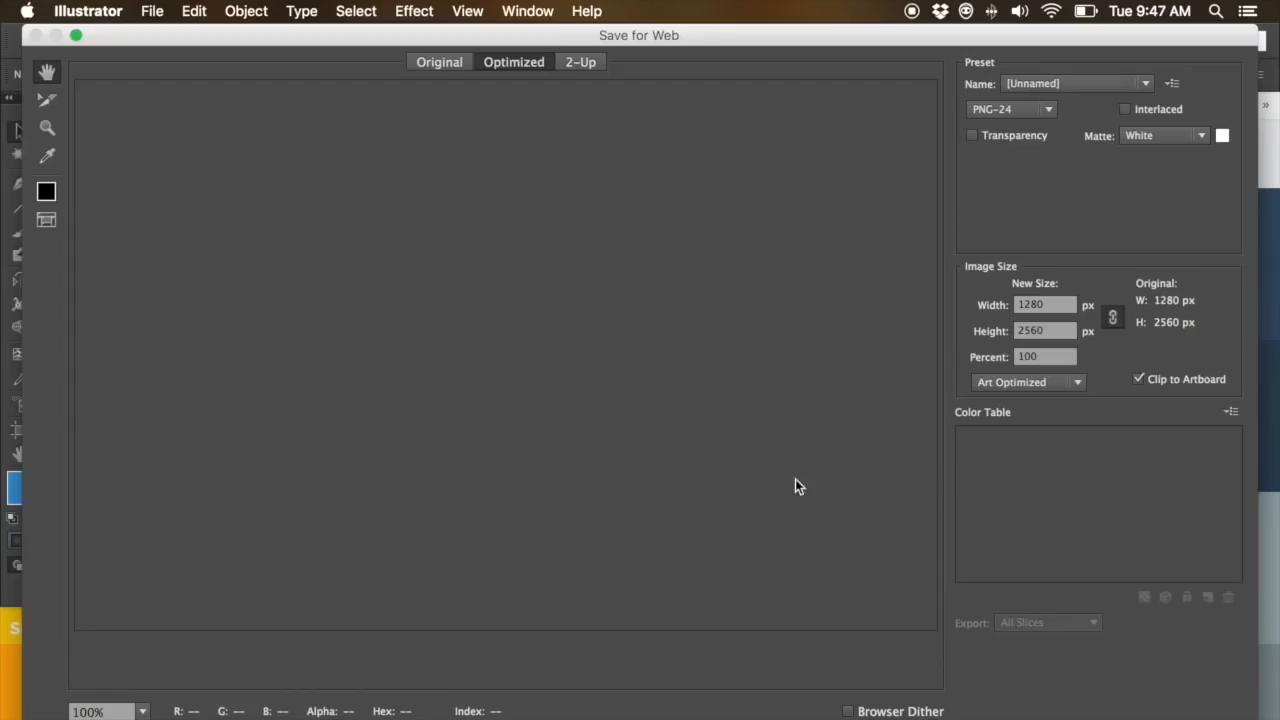 Illustrator File Edit Object Type Select Effect View Window Help Tue 9:47 AM
Save for Web
Original Optimized 2-Up
Preset
Name: [Unnamed]
PNG-24 Interlaced
Transparency Matte: White
Image Size
New Size: Original:
Width: 1280 px W: 1280 px
Height: 2560 px H: 2560 px
Percent: 100
Art Optimized Clip to Artboard
Color Table
Export: All Slices
100% R: -- G: -- B: -- Alpha: -- Hex: -- Index: -- Browser Dither